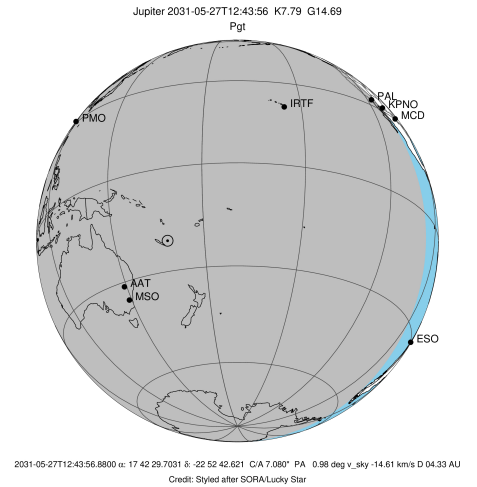 Jupiter 2031-05-27T12:43:56 K7.79 G14.69
Pgt
PAL
KPNO
IRTF
MCD
PMO
AAT
MSO
ESO
2031-05-27T12:43:56.8800 α: 17 42 29.7031 δ: -22 52 42.621 C/A 7.080" PA 0.98 deg v_sky -14.61 km/s D 04.33 AU
Credit: Styled after SORA/Lucky Star